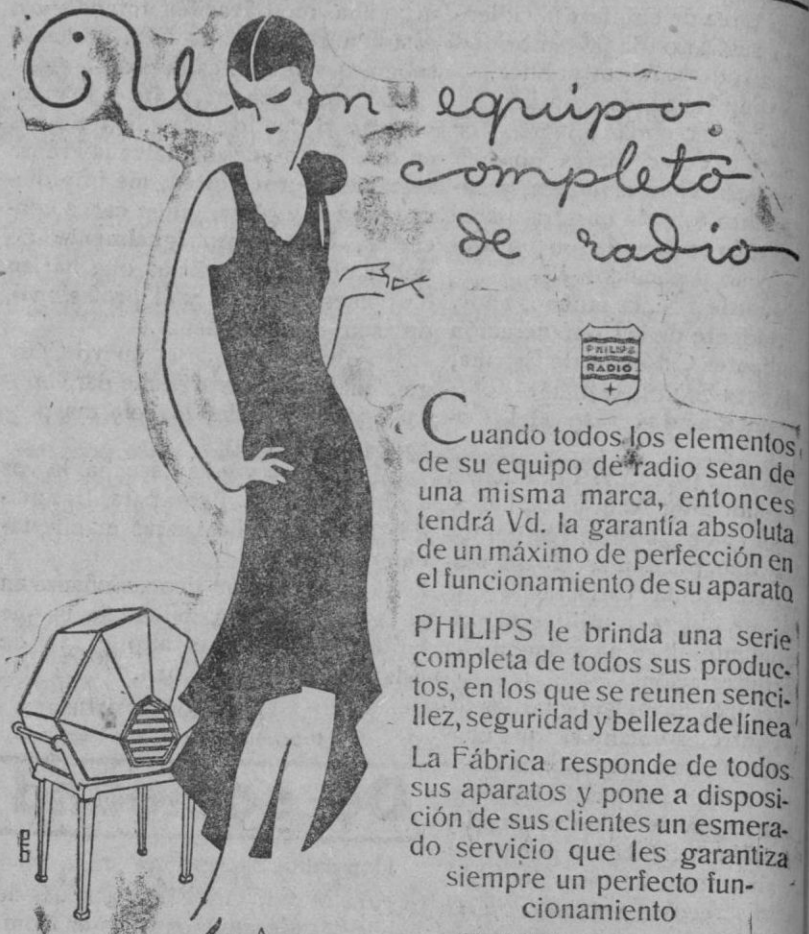 Un equipo
completo
de radio
PHILIPS
RADIO
Cuando todos los elementos
de su equipo de radio sean de
una misma marca, entonces
tendrá Vd. la garantía absoluta
de un máximo de perfección en
el funcionamiento de su aparato
PHILIPS le brinda una serie
completa de todos sus produc-
tos, en los que se reunen senci-
llez, seguridad y belleza de línea
La Fábrica responde de todos
sus aparatos y pone a disposi-
ción de sus clientes un esmera-
do servicio que les garantiza
siempre un perfecto fun-
cionamiento